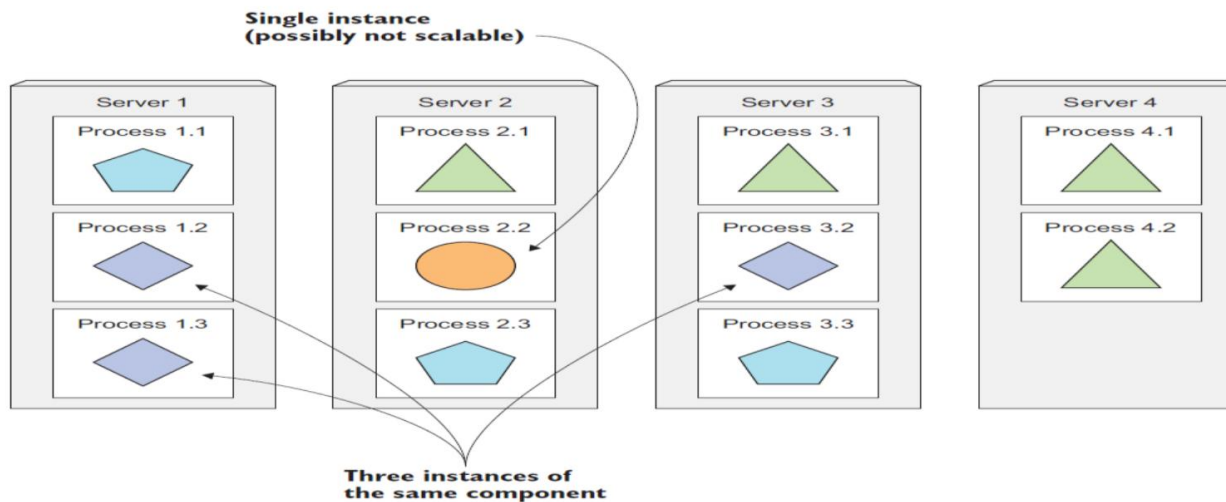 Single instance
(possibly not scalable)
Server 1
Process 1.1
Process 1.2
Process 1.3
Server 2
Process 2.1
Process 2.2
Process 2.3
Server 3
Process 3.1
Process 3.2
Process 3.3
Server 4
Process 4.1
Process 4.2
Three instances of
the same component